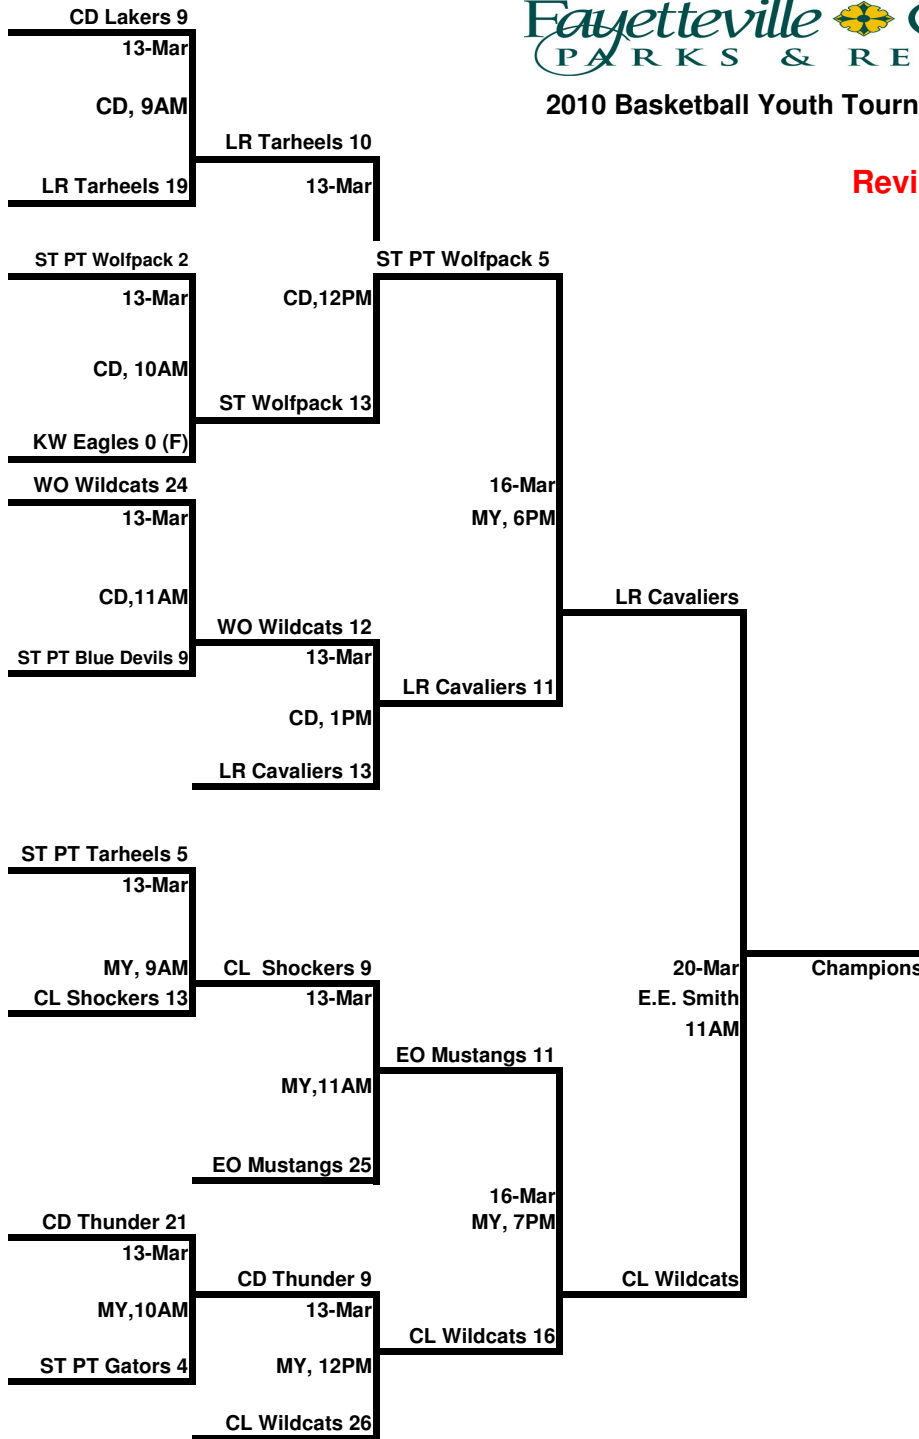 CD Lakers 9
Fayetteville
PARKS & RE
13-Mar
CD, 9AM
2010 Basketball Youth Tourn
LR Tarheels 10
LR Tarheels 19
13-Mar
Revi
ST PT Wolfpack 2
ST PT Wolfpack 5
13-Mar
CD,12PM
CD, 10AM
ST Wolfpack 13
KW Eagles 0 (F)
WO Wildcats 24
16-Mar
13-Mar
MY, 6PM
CD,11AM
LR Cavaliers
WO Wildcats 12
ST PT Blue Devils 9
13-Mar
LR Cavaliers 11
CD, 1PM
LR Cavaliers 13
ST PT Tarheels 5
13-Mar
MY, 9AM
CL  Shockers 9
20-Mar
Champions
CL Shockers 13
13-Mar
E.E. Smith
11AM
EO Mustangs 11
MY,11AM
EO Mustangs 25
16-Mar
CD Thunder 21
MY, 7PM
13-Mar
CD Thunder 9
CL Wildcats
MY,10AM
13-Mar
CL Wildcats 16
ST PT Gators 4
MY, 12PM
CL Wildcats 26